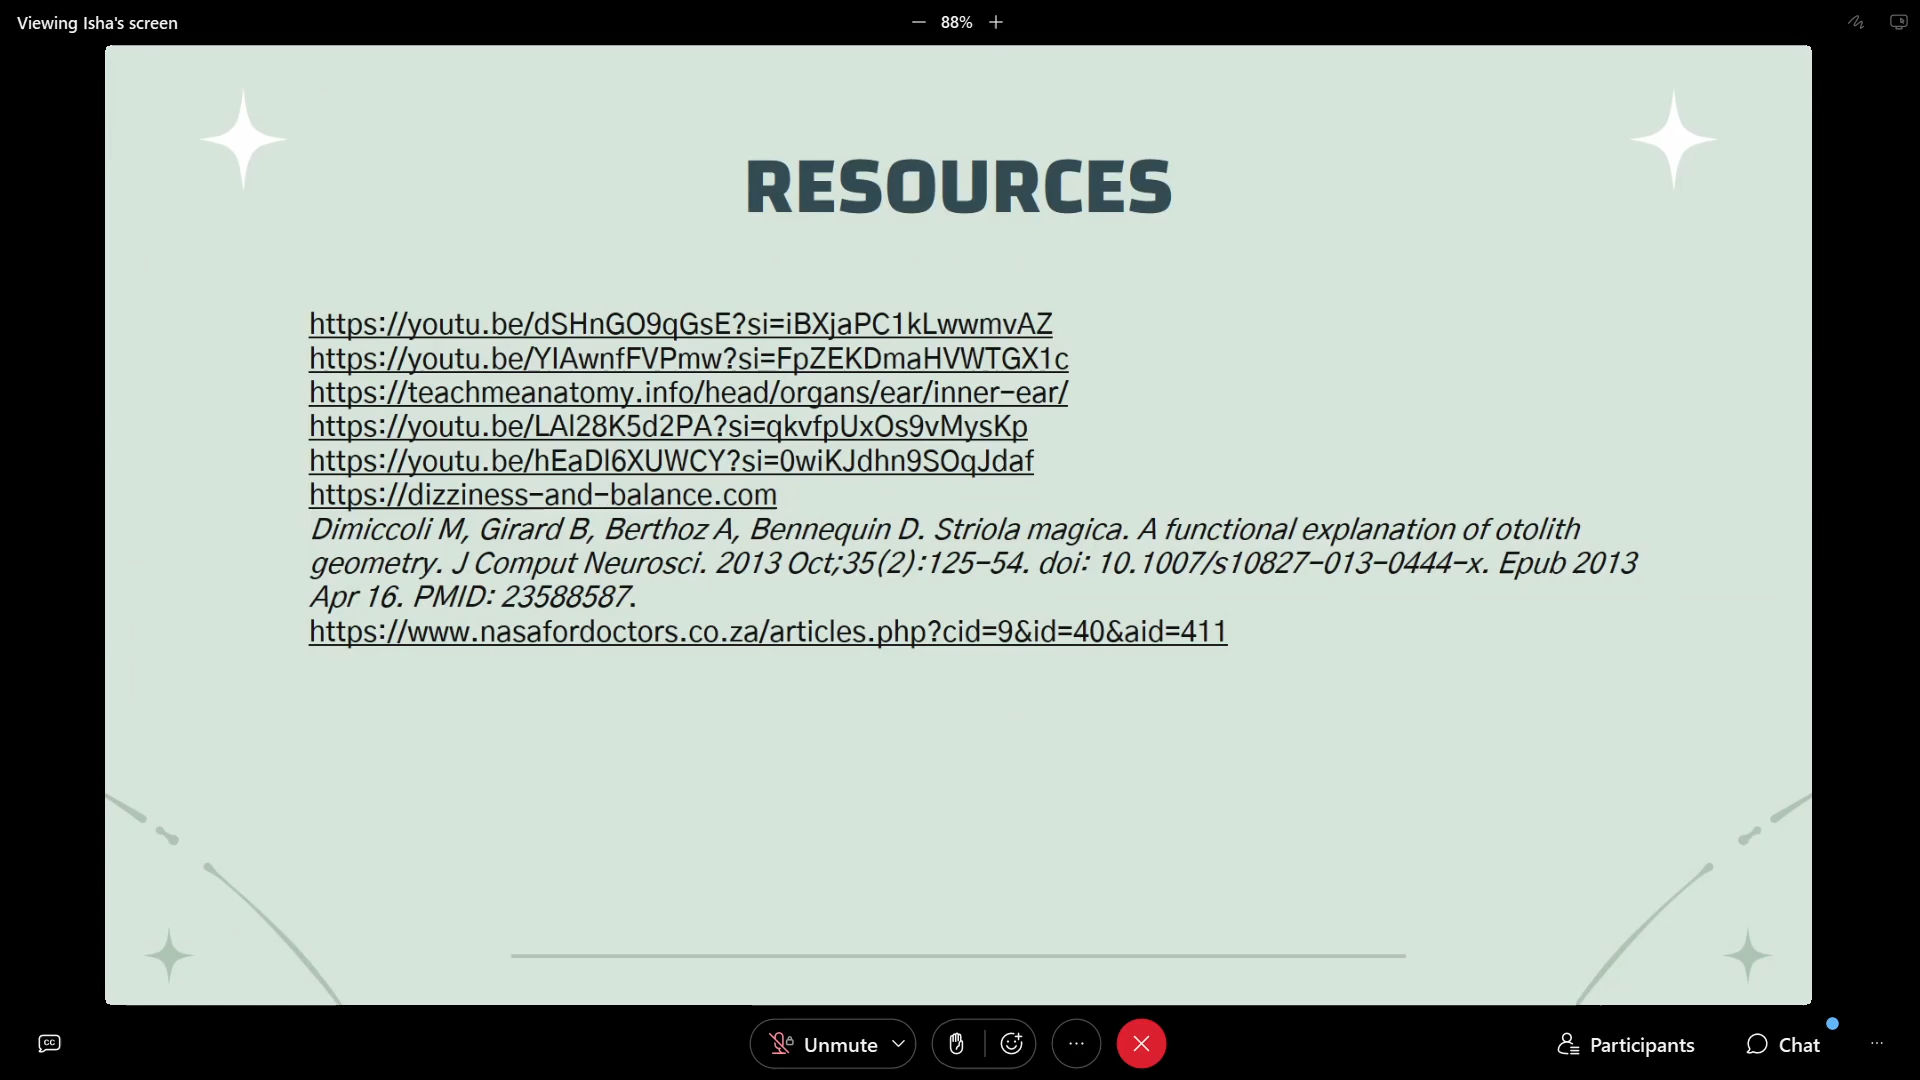 Viewing Isha's screen
88%
RESOURCES
https://youtu.be/dSHnGO9qGsE?si=iBXjaPC1kLwwmvAZ
https://youtu.be/YIAwnfFVPmw?si=FpZEKDmaHVWTGX1c
https://teachmeanatomy.info/head/organs/ear/inner-ear/
https://youtu.be/LAl28K5d2PA?si=qkvfpUxOs9vMysKp
https://youtu.be/hEaDl6XUWCY?si=0wiKJdhn9SOqJdaf
https://dizziness-and-balance.com
Dimiccoli M, Girard B, Berthoz A, Bennequin D. Striola magica. A functional explanation of otolith
geometry. J Comput Neurosci. 2013 Oct;35(2):125-54. doi: 10.1007/s10827-013-0444-x. Epub 2013
Apr 16. PMID: 23588587.
https://www.nasafordoctors.co.za/articles.php?cid=9&id=40&aid=411
CC
Unmute
Participants
Chat